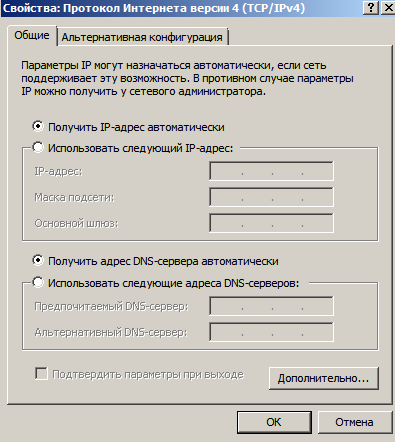 Свойства: Протокол Интернета версии 4 (TCP/IPv4)
Общие
Альтернативная конфигурация
Параметры IP могут назначаться автоматически, если сеть
поддерживает эту возможность. В противном случае параметры
IP можно получить у сетевого администратора.
Получить IP-адрес автоматически
Использовать следующий IP-адрес:
IP-адрес:
Маска подсети:
Основной шлюз:
Получить адрес DNS-сервера автоматически
Использовать следующие адреса DNS-серверов:
Предпочитаемый DNS-сервер:
Альтернативный DNS-сервер:
Подтвердить параметры при выходе
Дополнительно...
ОК
Отмена